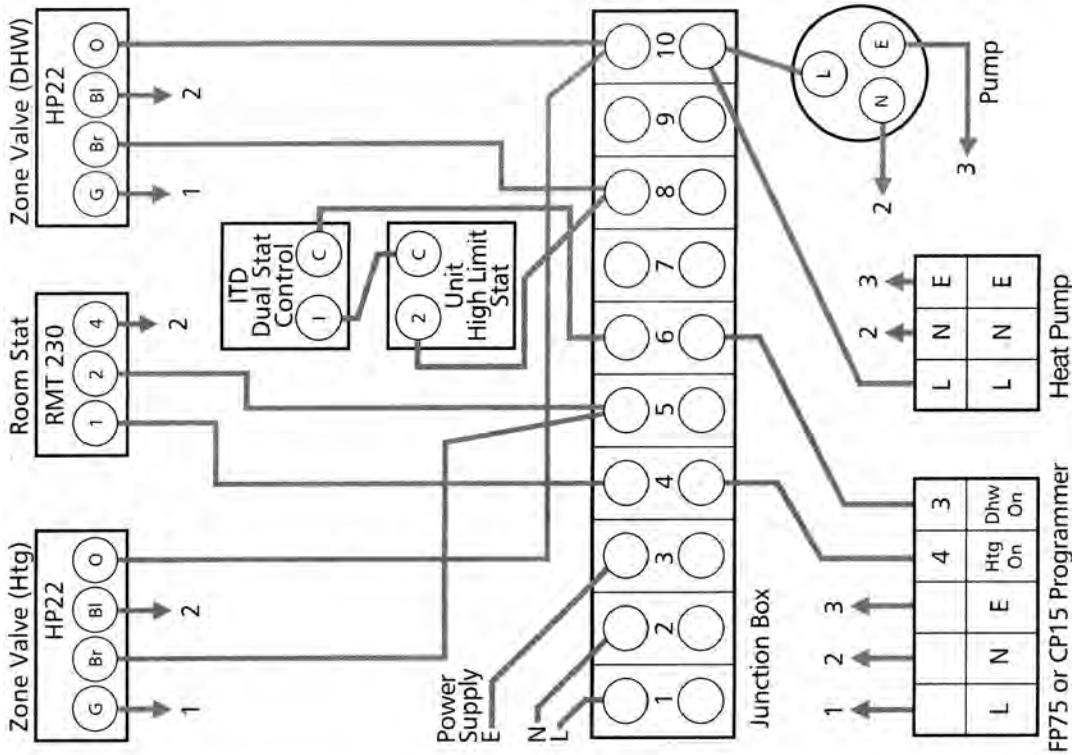 Zone Valve (Htg)
HP22
G Br Bl O
1
2
Room Stat
RMT 230
1 2 4
2
Zone Valve (DHW)
HP22
G Br Bl O
1
2
ITD
Dual Stat
Control
1 C
Unit
High Limit
Stat
2 C
Power
Supply
E
N
L
1 2 3 4 5 6 7 8 9 10
Junction Box
1 2 3
4 3
L N E Htg On Dhw On
FP75 or CP15 Programmer
2 3
L N E
L N E
Heat Pump
L
N E
2
3
Pump